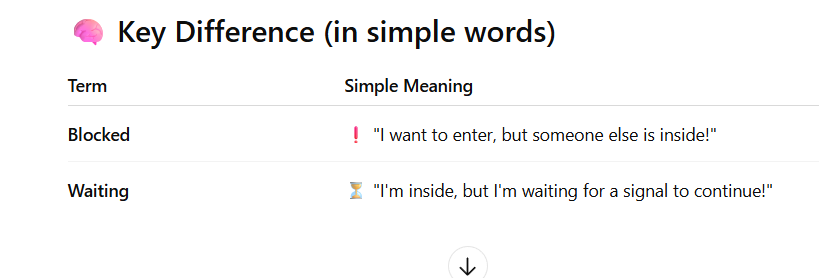 🧠 Key Difference (in simple words)
Term Simple Meaning
Blocked ❗ "I want to enter, but someone else is inside!"
Waiting ⏳ "I'm inside, but I'm waiting for a signal to continue!"